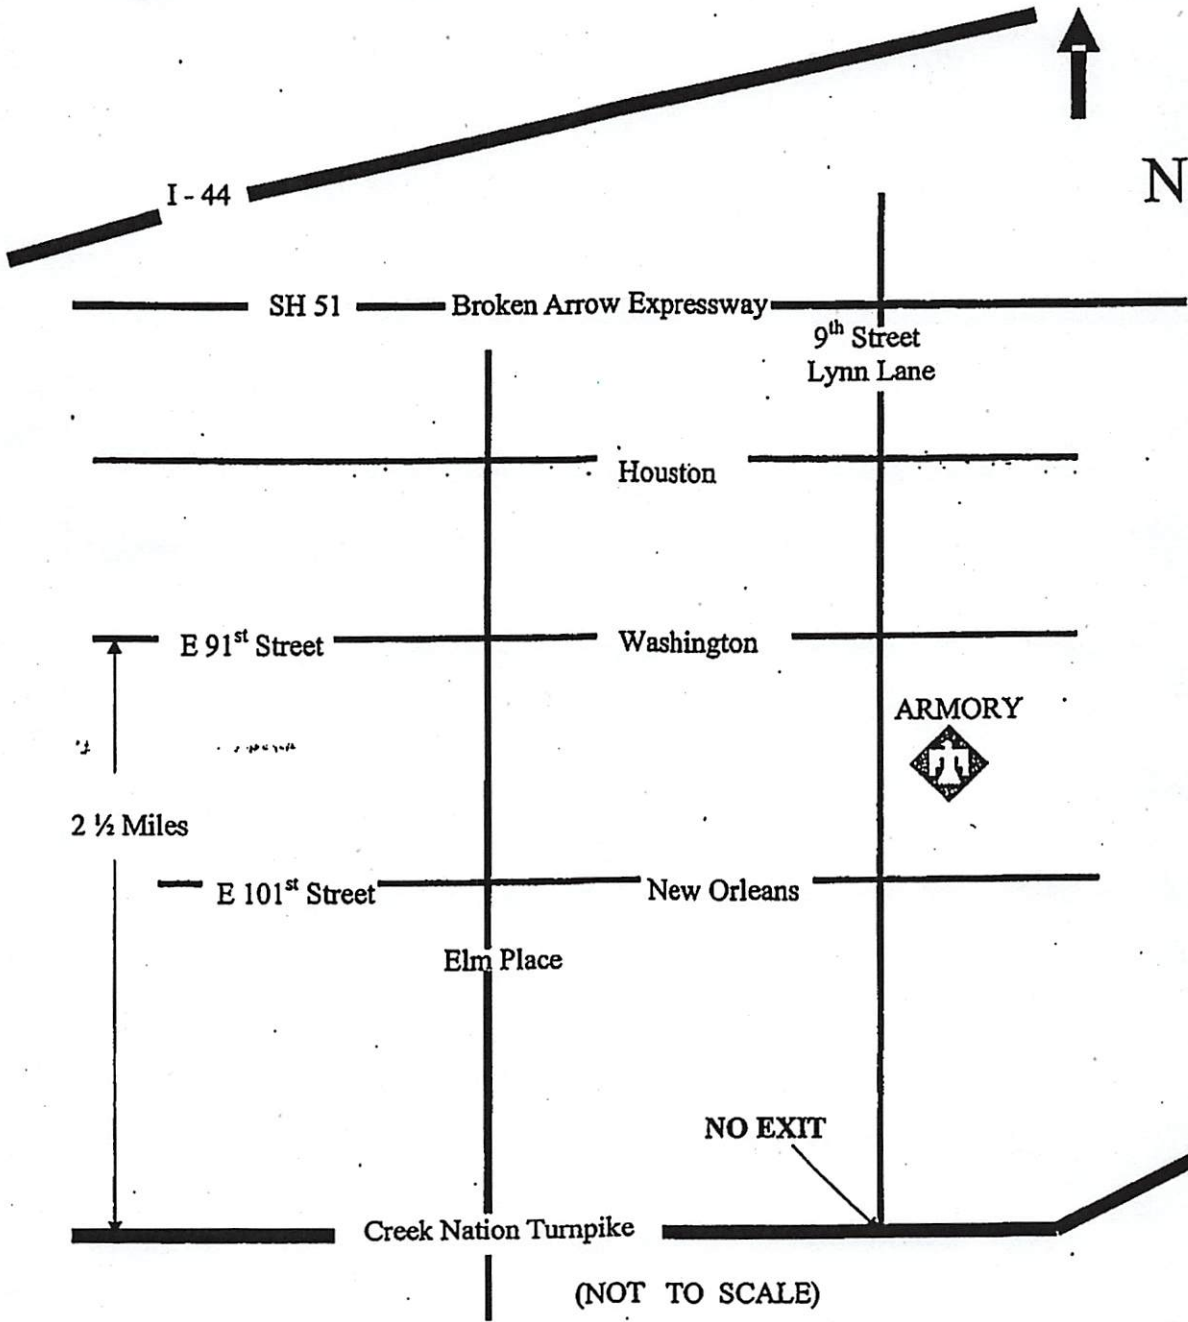 N
I - 44
SH 51 Broken Arrow Expressway
9th Street
Lynn Lane
Houston
E 91st Street Washington
ARMORY
2 ½ Miles
E 101st Street New Orleans
Elm Place
NO EXIT
Creek Nation Turnpike
(NOT TO SCALE)